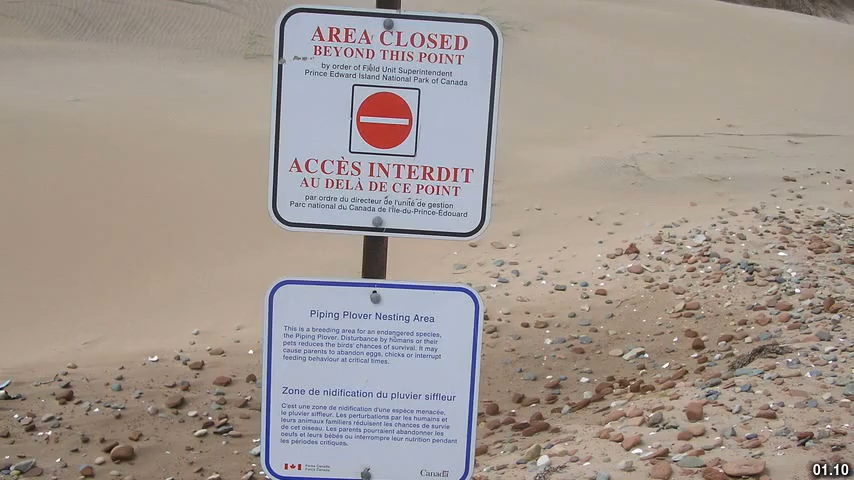 AREA CLOSED
BEYOND THIS POINT
by order of Field Unit Superintendent
Prince Edward Island National Park of Canada
ACCÈS INTERDIT
AU DELÀ DE CE POINT
par ordre du directeur de l'unité de gestion
Parc national du Canada de l'Île-du-Prince-Édouard
Piping Plover Nesting Area
This is a breeding area for an endangered species,
the Piping Plover. Disturbance by humans or their
pets reduces the birds' chances of survival. It may
cause parents to abandon eggs, chicks or interrupt
feeding behaviour at critical times.
Zone de nidification du pluvier siffleur
C'est une zone de nidification d'une espèce menacée,
le pluvier siffleur. Les perturbations par les humains et
leurs animaux familiers réduisent les chances de survie
de cet oiseau. Les parents pourraient abandonner les
oeufs et leurs bébés ou interrompre leur nutrition pendant
les périodes critiques.
Parks Canada
Parcs Canada
Canada
01.10